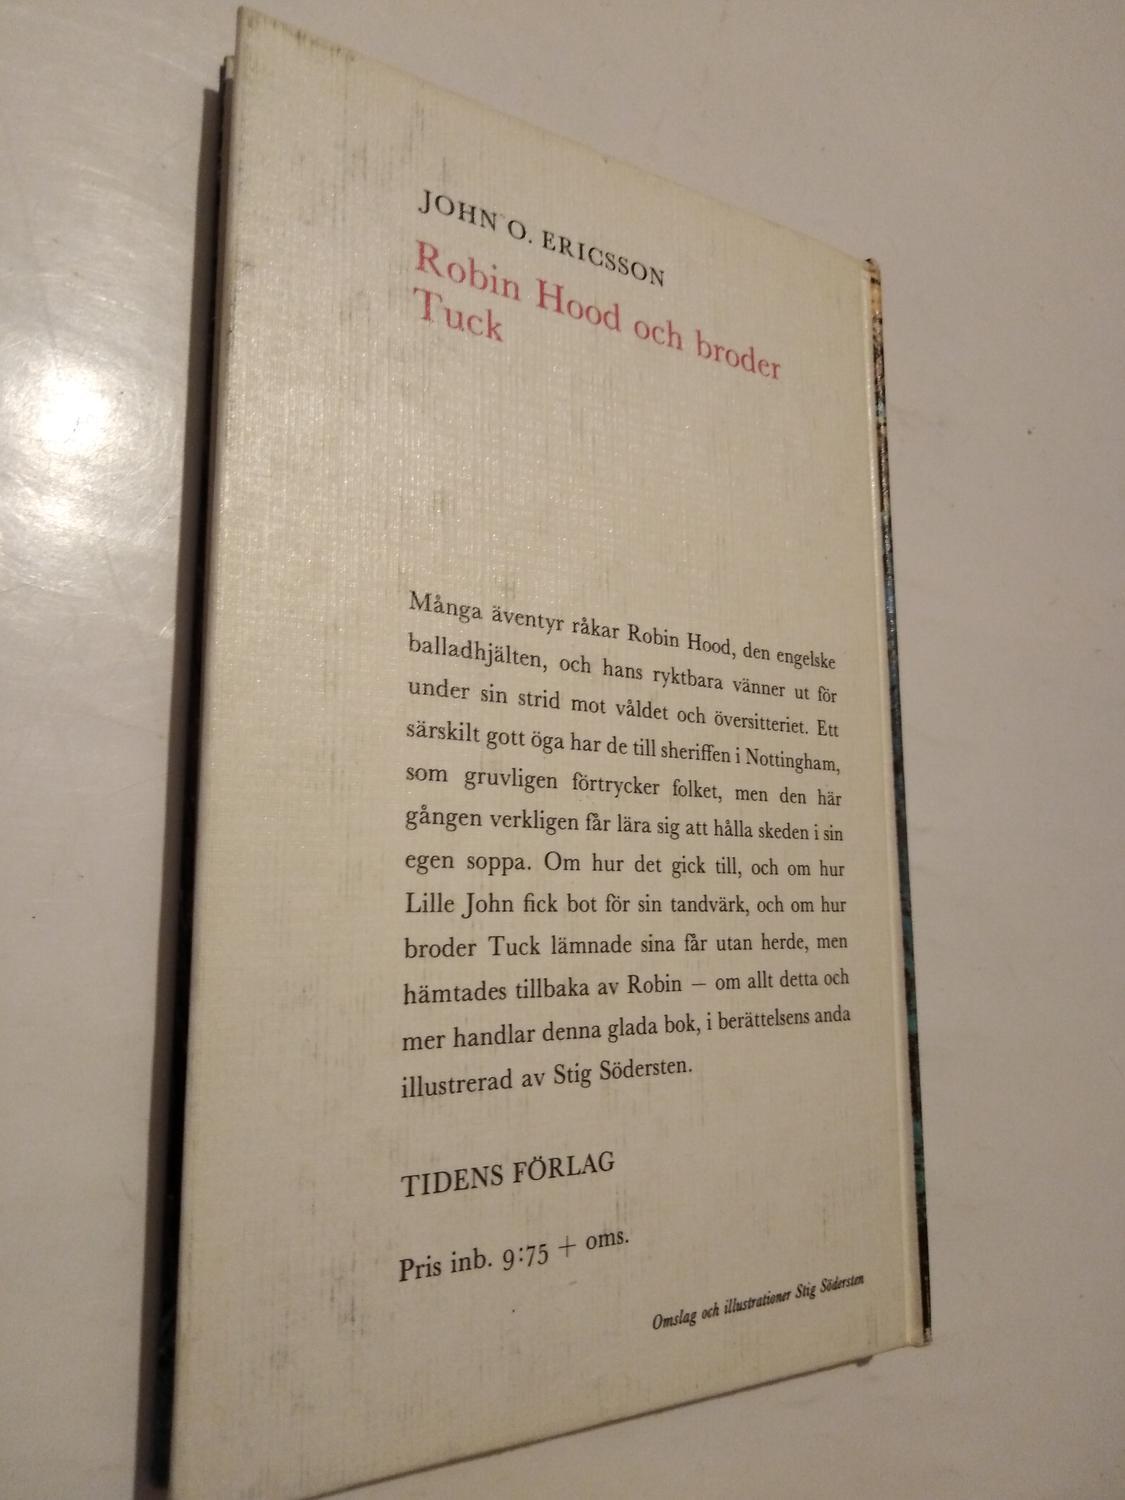 JOHN O. ERICSSON
Robin Hood och broder
Tuck
Många äventyr råkar Robin Hood, den engelske
balladhjälten, och hans ryktbara vänner ut för
under sin strid mot våldet och översitteriet. Ett
särskilt gott öga har de till sheriffen i Nottingham,
som gruvligen förtrycker folket, men den här
gången verkligen får lära sig att hålla skeden i sin
egen soppa. Om hur det gick till, och om hur
Lille John fick bot för sin tandvärk, och om hur
broder Tuck lämnade sina får utan herde, men
hämtades tillbaka av Robin – om allt detta och
mer handlar denna glada bok, i berättelsens anda
illustrerad av Stig Södersten.
TIDENS FÖRLAG
Pris inb. 9:75 + oms.
Omslag och illustrationer Stig Södersten